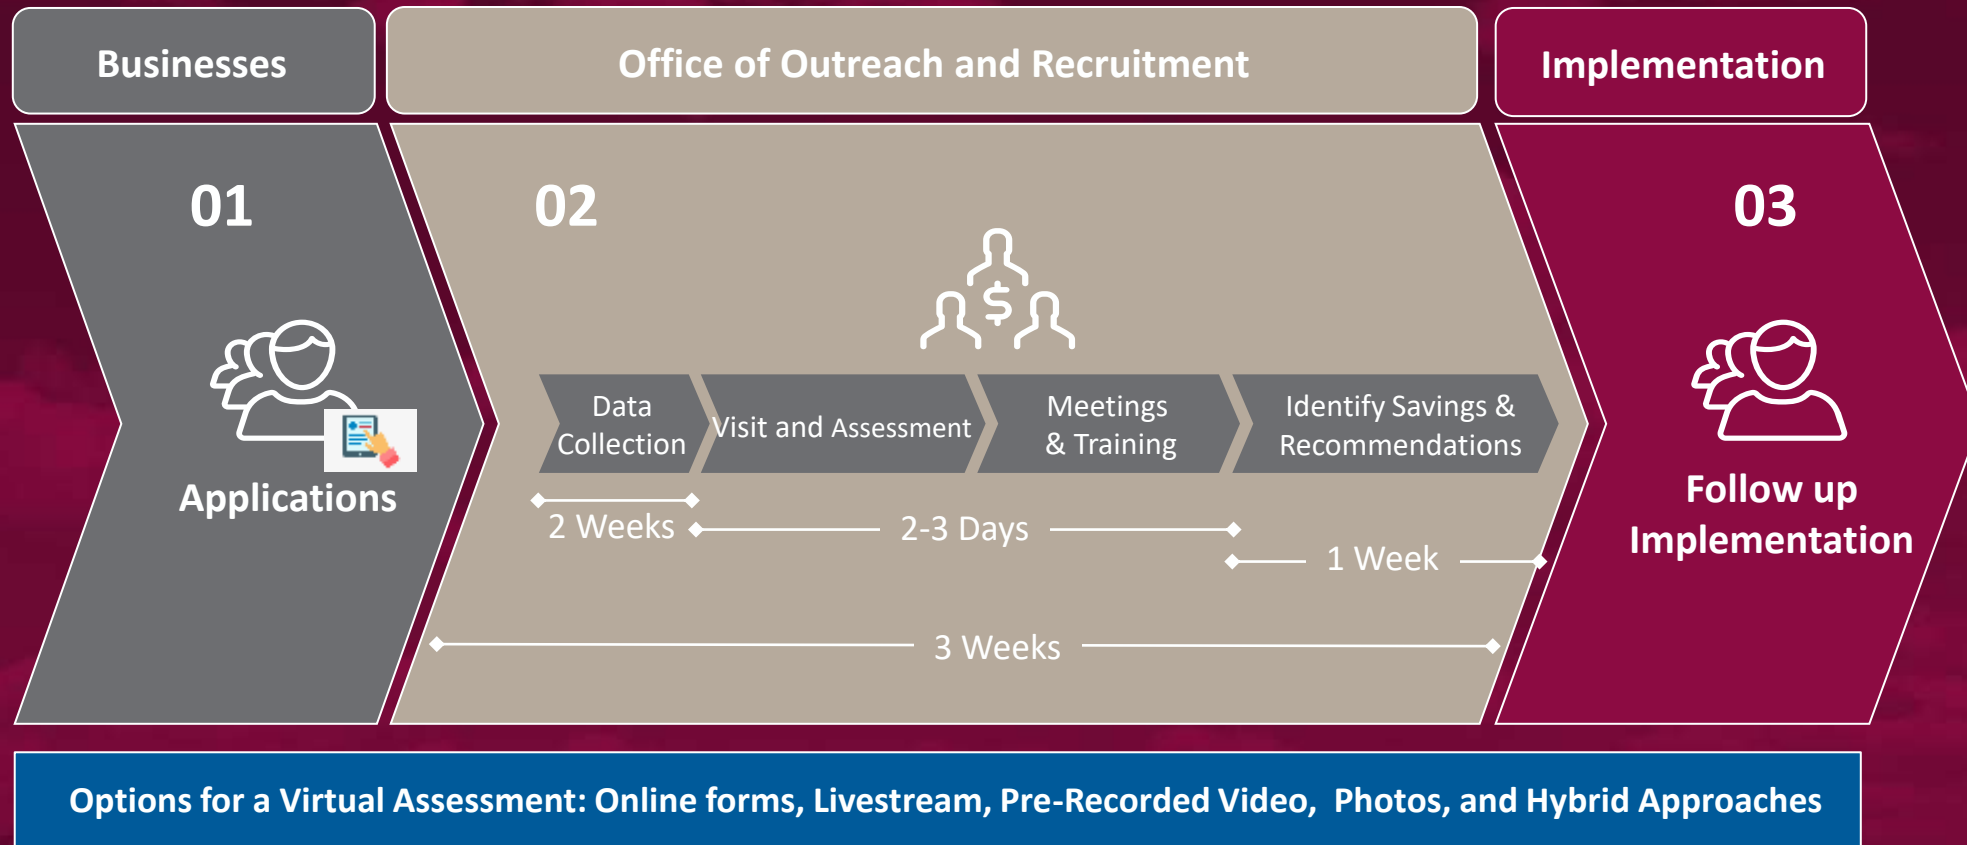 Businesses
Office of Outreach and Recruitment
Implementation
01
Applications
02
$
Data
Collection
Visit and Assessment
Meetings
& Training
Identify Savings &
Recommendations
2 Weeks
2-3 Days
1 Week
3 Weeks
03
Follow up
Implementation
Options for a Virtual Assessment: Online forms, Livestream, Pre-Recorded Video, Photos, and Hybrid Approaches